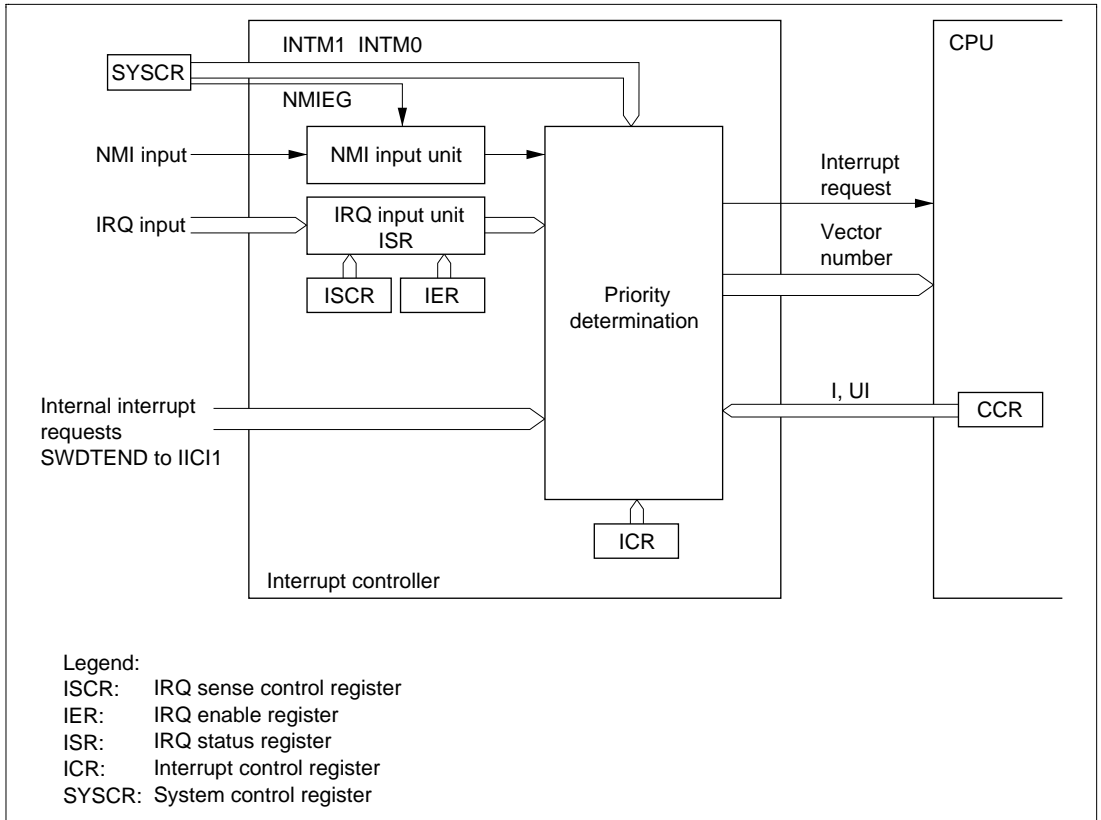 INTM1 INTM0
CPU
SYSCR
NMIEG
NMI input
NMI input unit
Interrupt
request
IRQ input
IRQ input unit
ISR
Vector
number
ISCR
IER
Priority
determination
I, UI
CCR
Internal interrupt
requests
SWDTEND to IICI1
ICR
Interrupt controller
Legend:
ISCR: IRQ sense control register
IER: IRQ enable register
ISR: IRQ status register
ICR: Interrupt control register
SYSCR: System control register